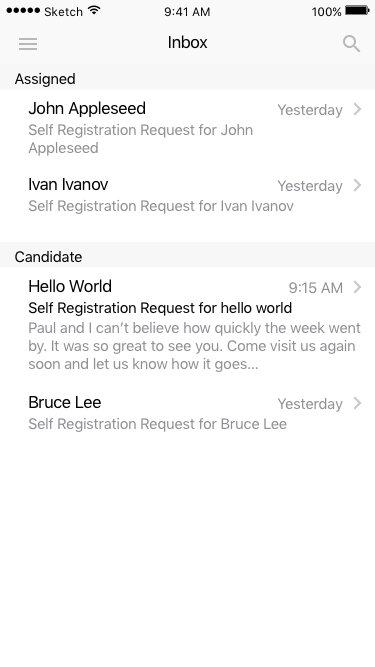 Sketch 9:41 AM 100%
Inbox
Assigned
John Appleseed Yesterday
Self Registration Request for John
Appleseed
Ivan Ivanov Yesterday
Self Registration Request for Ivan Ivanov
Candidate
Hello World 9:15 AM
Self Registration Request for hello world
Paul and I can’t believe how quickly the week went
by. It was so great to see you. Come visit us again
soon and let us know how it goes...
Bruce Lee Yesterday
Self Registration Request for Bruce Lee